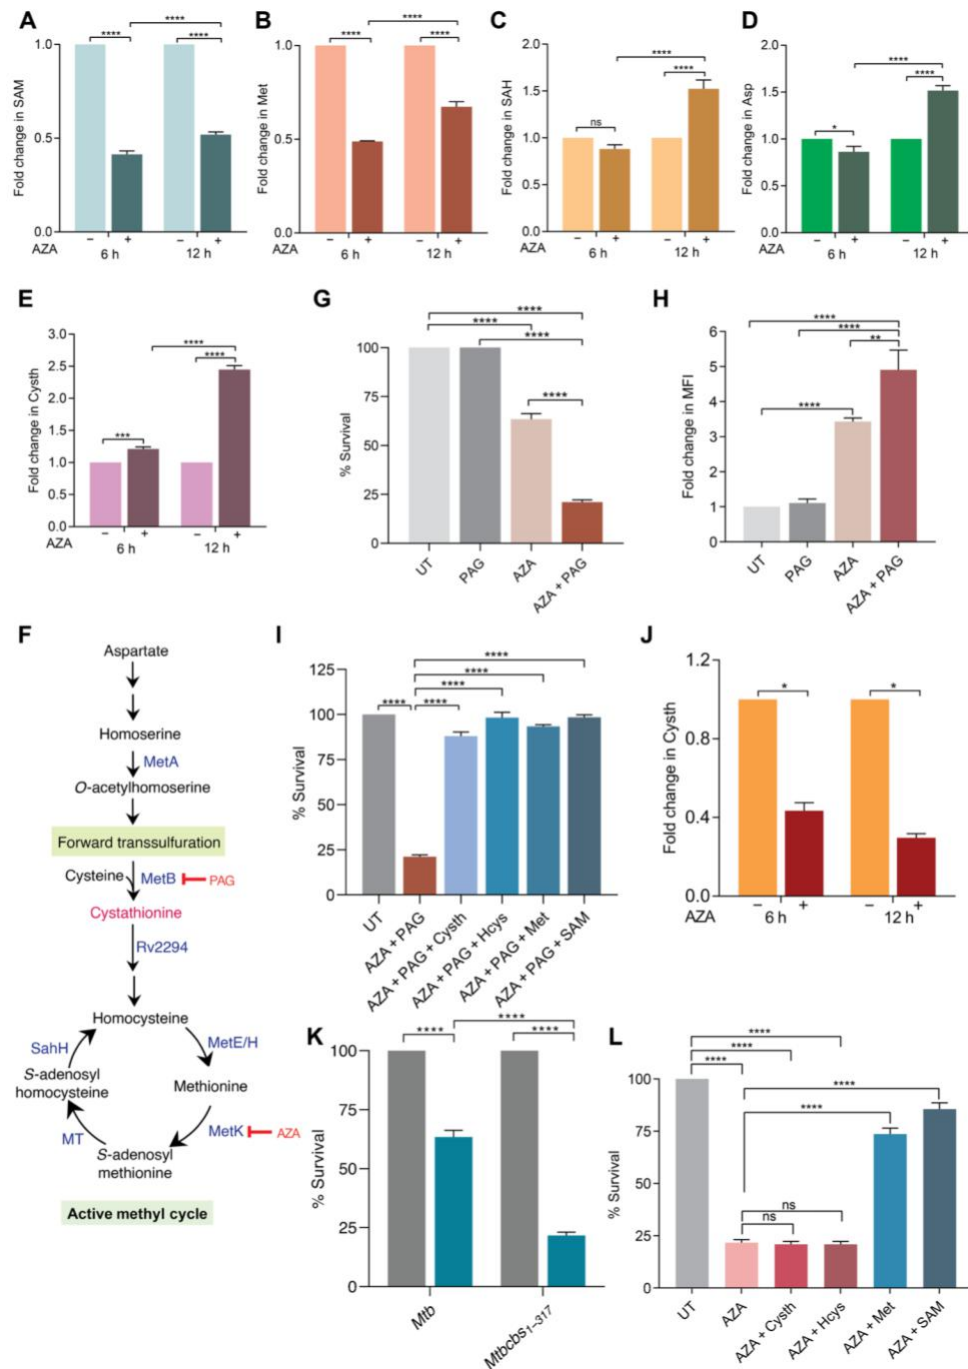 A
Fold change in SAM
1.0
0.5
0.0
****
****
****
AZA
−
+
−
+
6 h
12 h
B
Fold change in Met
1.0
0.5
0.0
****
****
****
AZA
−
+
−
+
6 h
12 h
C
Fold change in SAH
2.0
1.5
1.0
0.5
0.0
ns
****
****
AZA
−
+
−
+
6 h
12 h
D
Fold change in Asp
2.0
1.5
1.0
1.5
0.0
*
****
****
AZA
−
+
−
+
6 h
12 h
E
Fold change in Cysth
3.0
2.5
2.0
1.5
1.0
0.5
0.0
***
****
****
AZA
−
+
−
+
6 h
12 h
G
% Survival
100
75
50
25
0
****
****
****
****
UT
PAG
AZA
AZA + PAG
H
Fold change in MFI
6
5
4
3
2
1
0
****
****
**
****
UT
PAG
AZA
AZA + PAG
F
Aspartate
Homoserine
MetA
O-acetylhomoserine
Forward transsulfuration
Cysteine
MetB
PAG
Cystathionine
Rv2294
Homocysteine
SahH
MetE/H
S-adenosyl
homocysteine
Methionine
MT
MetK
AZA
S-adenosyl
methionine
Active methyl cycle
I
% Survival
125
100
75
50
25
0
****
****
****
****
****
UT
AZA + PAG
AZA + PAG + Cysth
AZA + PAG + Hcys
AZA + PAG + Met
AZA + PAG + SAM
J
Fold change in Cysth
1.2
0.8
0.4
0.0
*
*
AZA
−
+
−
+
6 h
12 h
K
% Survival
100
75
50
25
0
****
****
****
Mtb
Mtbcbs1–317
L
% Survival
100
75
50
25
0
****
****
****
****
****
ns
ns
UT
AZA
AZA + Cysth
AZA + Hcys
AZA + Met
AZA + SAM